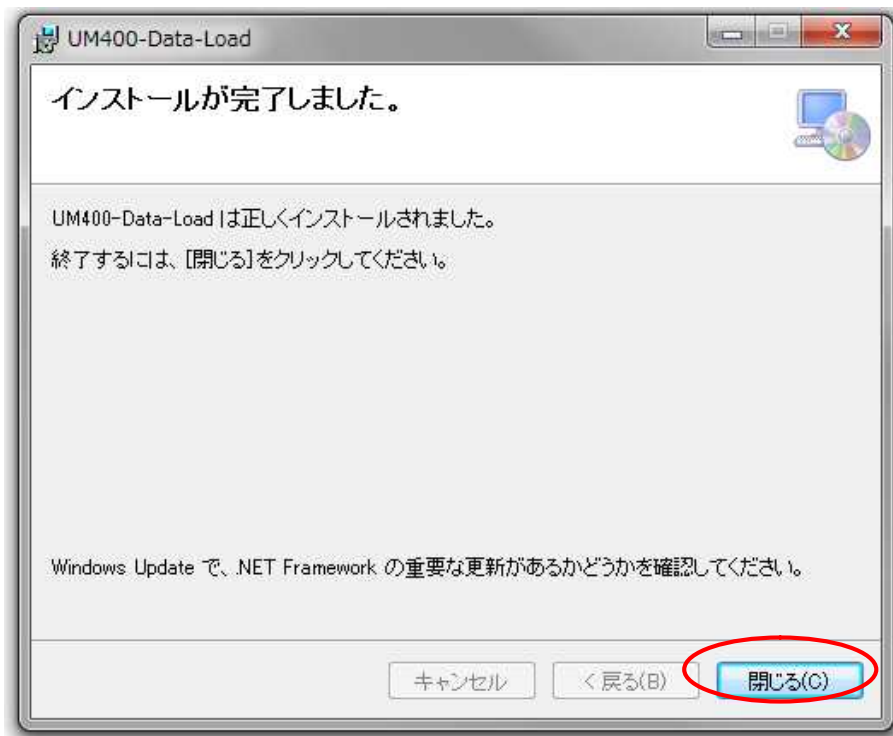 UM400-Data-Load
インストールが完了しました。
UM400-Data-Load は正しくインストールされました。
終了するには、[閉じる]をクリックしてください。
Windows Update で、.NET Framework の重要な更新があるかどうかを確認してください。
キャンセル
< 戻る(B)
閉じる(C)